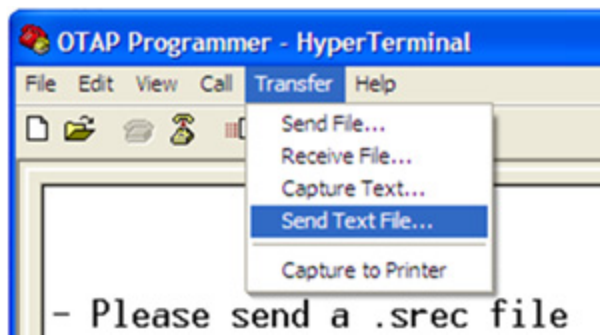 OTAP Programmer - HyperTerminal
File Edit View Call Transfer Help
Send File...
Receive File...
Capture Text...
Send Text File...
Capture to Printer
- Please send a .srec file